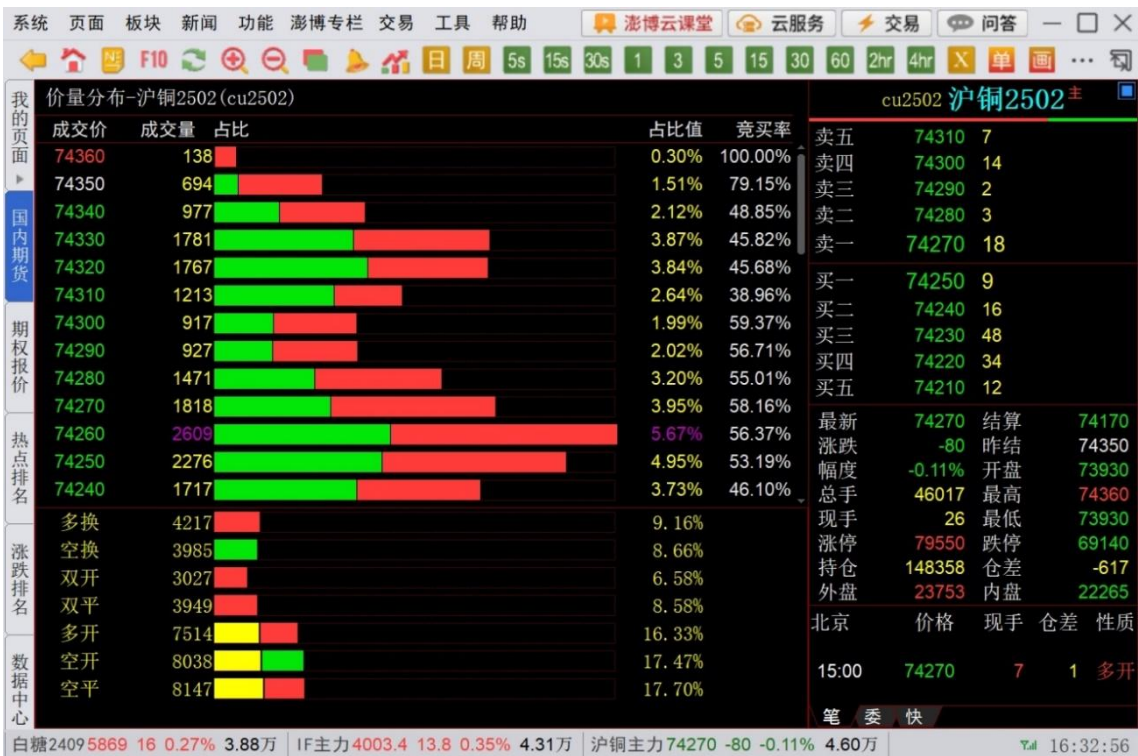 系统 页面 板块 新闻 功能 澎博专栏 交易 工具 帮助 澎博云课堂 云服务 交易 问答
F10 日 周 5s 15s 30s 1 3 5 15 30 60 2hr 4hr X 单 画
我的页面
国内期货
期权报价
热点排名
涨跌排名
数据中心
价量分布-沪铜2502(cu2502)
成交价 成交量 占比 占比值 竞买率
74360 138 0.30% 100.00%
74350 694 1.51% 79.15%
74340 977 2.12% 48.85%
74330 1781 3.87% 45.82%
74320 1767 3.84% 45.68%
74310 1213 2.64% 38.96%
74300 917 1.99% 59.37%
74290 927 2.02% 56.71%
74280 1471 3.20% 55.01%
74270 1818 3.95% 58.16%
74260 2609 5.67% 56.37%
74250 2276 4.95% 53.19%
74240 1717 3.73% 46.10%
多换 4217 9.16%
空换 3985 8.66%
双开 3027 6.58%
双平 3949 8.58%
多开 7514 16.33%
空开 8038 17.47%
空平 8147 17.70%
cu2502 沪铜2502 主
卖五 74310 7
卖四 74300 14
卖三 74290 2
卖二 74280 3
卖一 74270 18
买一 74250 9
买二 74240 16
买三 74230 48
买四 74220 34
买五 74210 12
最新 74270 结算 74170
涨跌 -80 昨结 74350
幅度 -0.11% 开盘 73930
总手 46017 最高 74360
现手 26 最低 73930
涨停 79550 跌停 69140
持仓 148358 仓差 -617
外盘 23753 内盘 22265
北京 价格 现手 仓差 性质
15:00 74270 7 1 多开
笔 委 快
白糖2409 5869 16 0.27% 3.88万 IF主力 4003.4 13.8 0.35% 4.31万 沪铜主力 74270 -80 -0.11% 4.60万 16:32:56